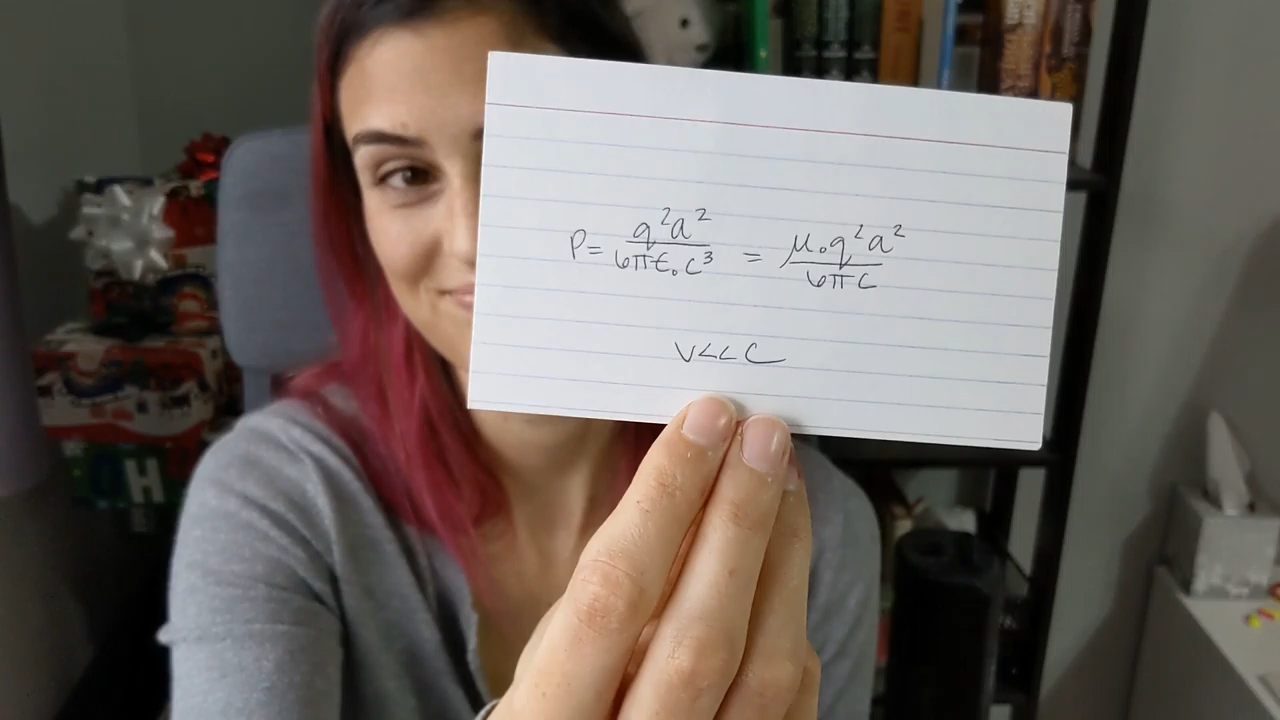 P = q²a² / 6πε₀c³ = μ₀q²a² / 6πc
v << c
H